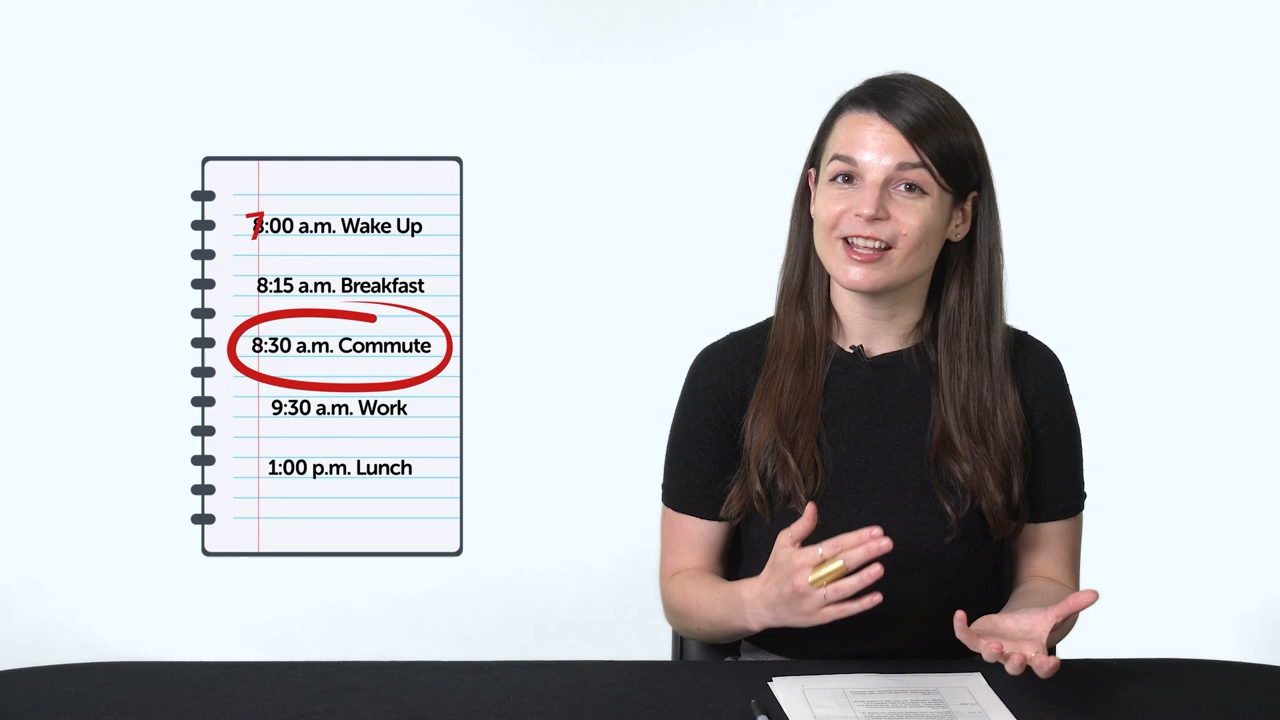 7
8:00 a.m. Wake Up
8:15 a.m. Breakfast
8:30 a.m. Commute
9:30 a.m. Work
1:00 p.m. Lunch